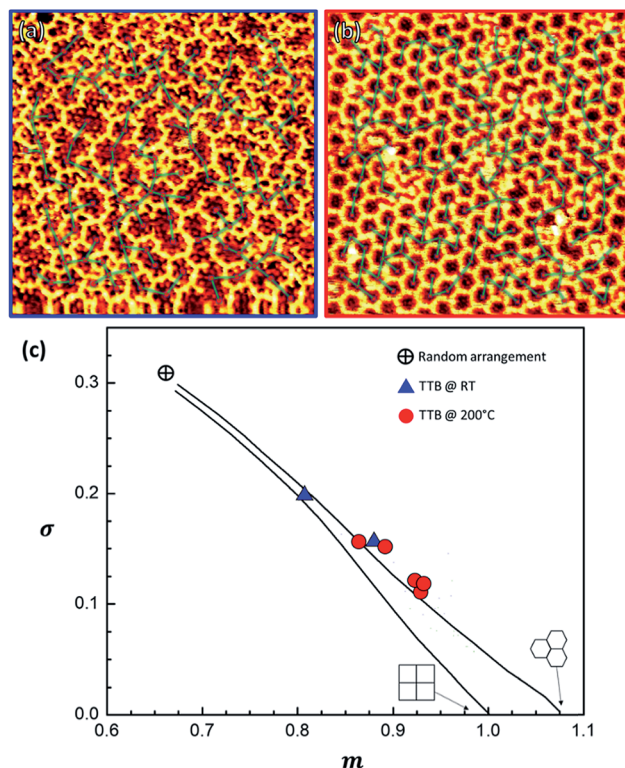 (a)
(b)
(c)
Random arrangement
TTB @ RT
TTB @ 200°C
0.3
0.2
σ
0.1
0.0
0.6
0.7
0.8
0.9
1.0
1.1
m